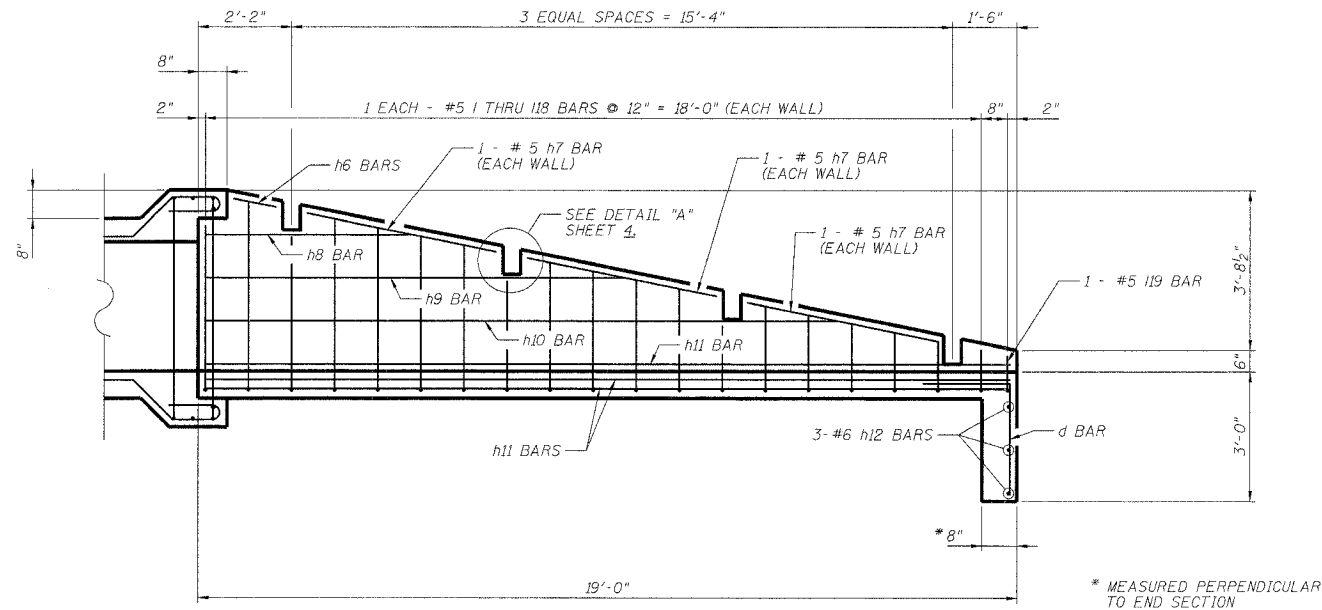 2'-2"
3 EQUAL SPACES = 15'-4"
1'-6"
8"
2"
1 EACH - #5 l THRU l18 BARS @ 12" = 18'-0" (EACH WALL)
8"
2"
h6 BARS
1 - # 5 h7 BAR
(EACH WALL)
1 - # 5 h7 BAR
(EACH WALL)
SEE DETAIL "A"
SHEET 4.
1 - # 5 h7 BAR
(EACH WALL)
8"
h8 BAR
h9 BAR
h10 BAR
h11 BAR
3'-8½"
1 - #5 l19 BAR
6"
h11 BARS
3- #6 h12 BARS
d BAR
3'-0"
* 8"
19'-0"
* MEASURED PERPENDICULAR
TO END SECTION